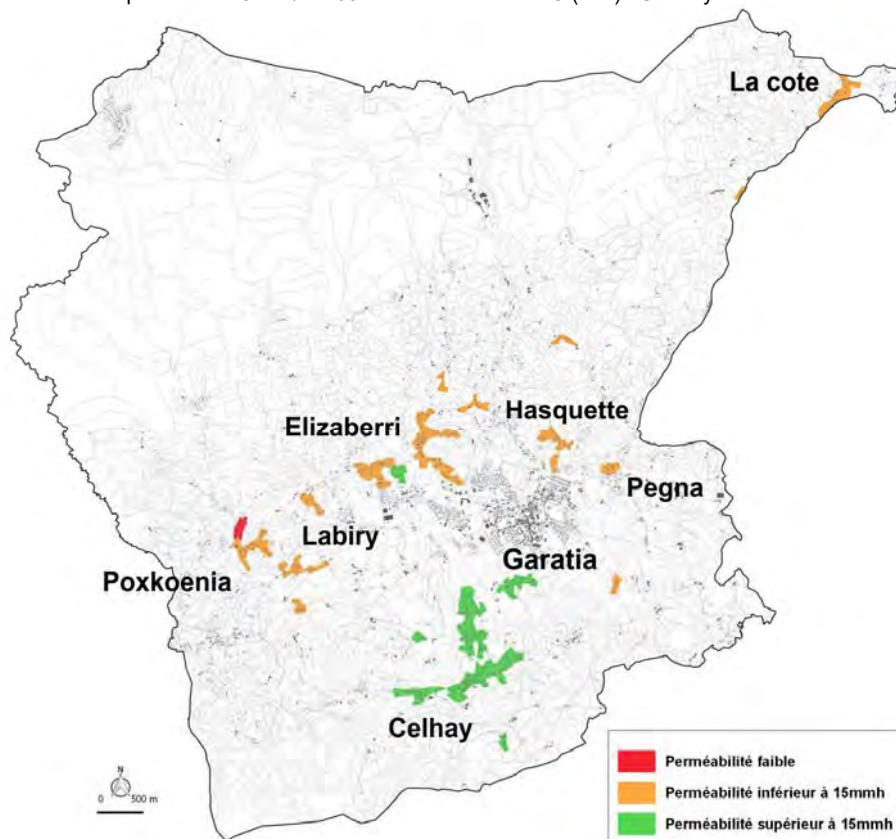 La cote
Hasquette
Elizaberri
Pegna
Labiry
Garatia
Poxkoenia
Celhay
N
0 500 m
Perméabilité faible
Perméabilité inférieur à 15mmh
Perméabilité supérieur à 15mmh